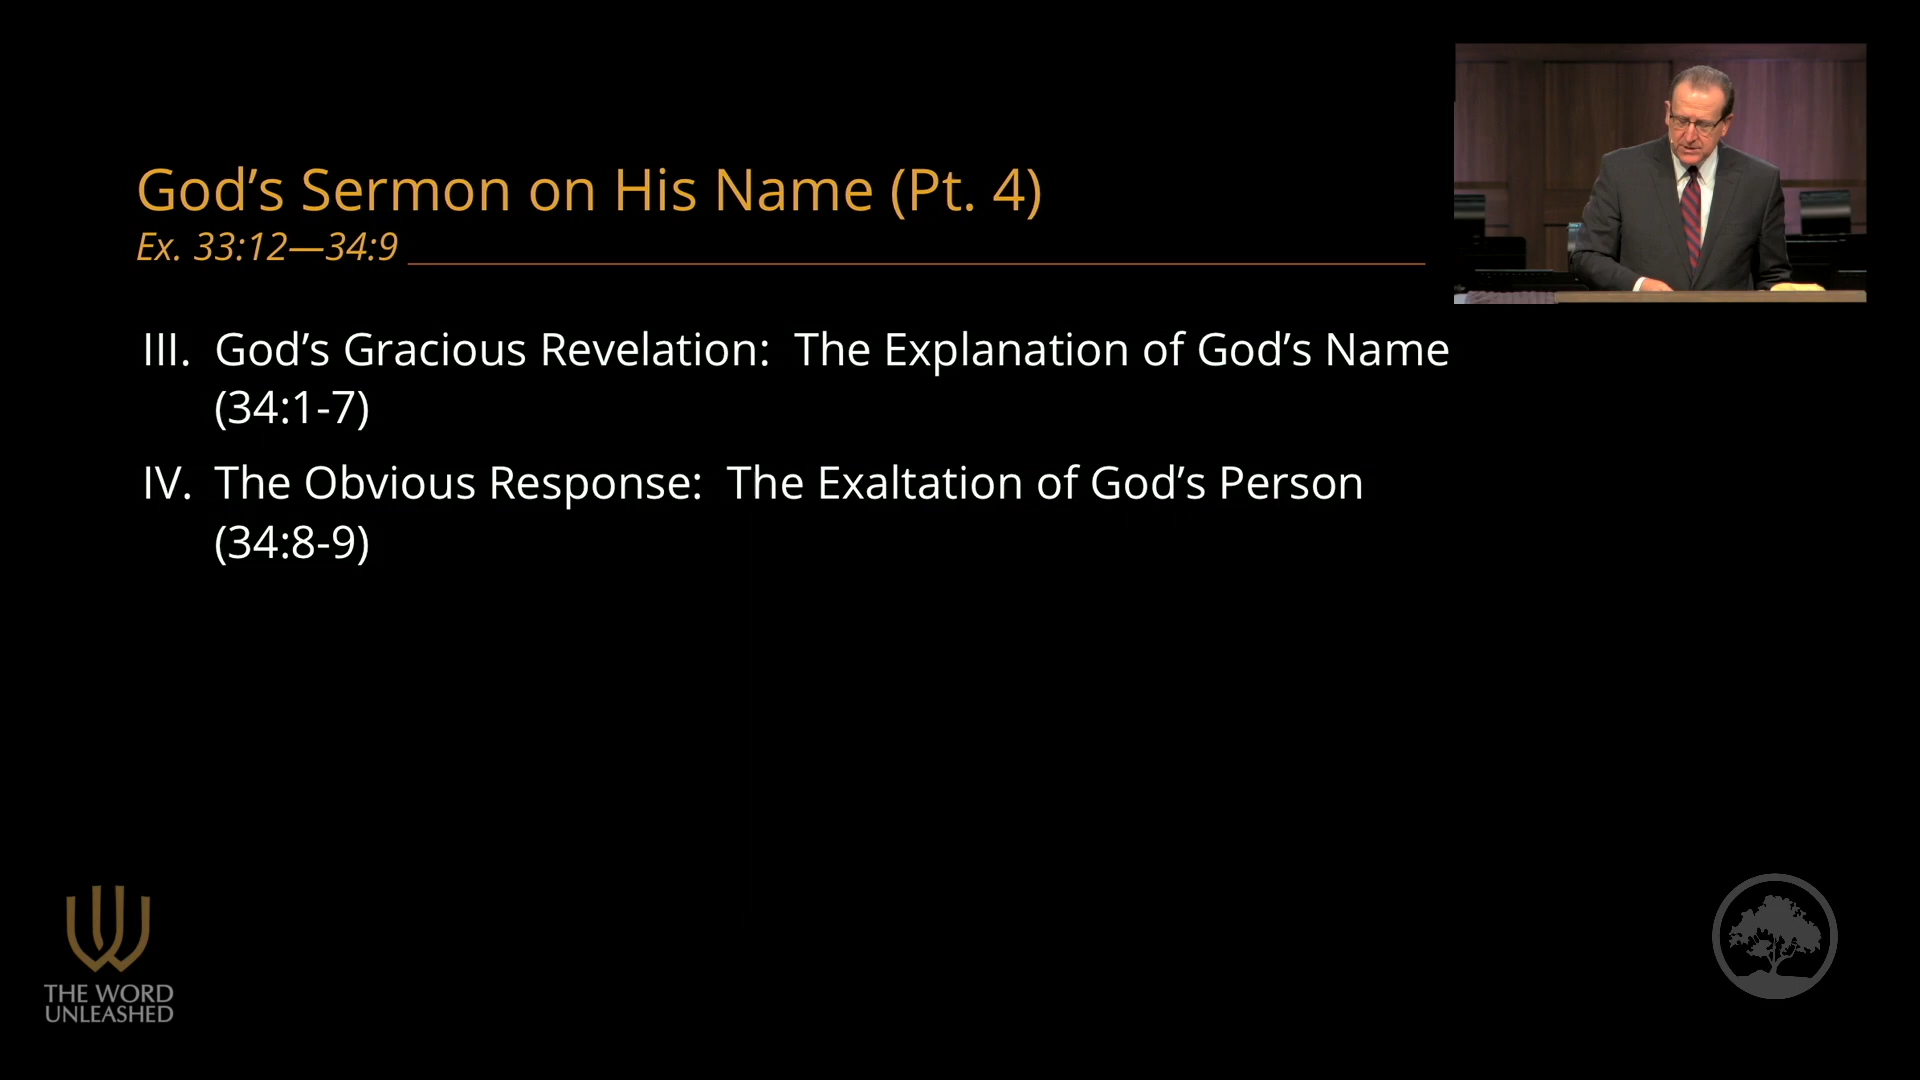 God’s Sermon on His Name (Pt. 4)
Ex. 33:12—34:9
III. God’s Gracious Revelation: The Explanation of God’s Name
(34:1-7)
IV. The Obvious Response: The Exaltation of God’s Person
(34:8-9)
THE WORD
UNLEASHED